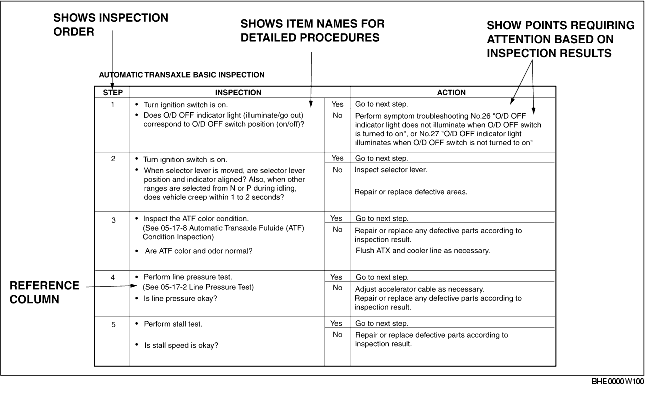 SHOWS INSPECTION
ORDER
SHOWS ITEM NAMES FOR
DETAILED PROCEDURES
SHOW POINTS REQUIRING
ATTENTION BASED ON
INSPECTION RESULTS
AUTOMATIC TRANSAXLE BASIC INSPECTION
STEP INSPECTION ACTION
1 • Turn ignition switch is on. Yes Go to next step.
• Does O/D OFF indicator light (illuminate/go out)
correspond to O/D OFF switch position (on/off)?
No Perform symptom troubleshooting No.26 "O/D OFF
indicator light does not illuminate when O/D OFF switch
is turned to on", or No.27 "O/D OFF indicator light
illuminates when O/D OFF switch is not turned to on"
2 • Turn ignition switch is on. Yes Go to next step.
• When selector lever is moved, are selector lever
position and indicator aligned? Also, when other
ranges are selected from N or P during idling,
does vehicle creep within 1 to 2 seconds?
No Inspect selector lever.
Repair or replace defective areas.
3 • Inspect the ATF color condition.
(See 05-17-8 Automatic Transaxle Fuluide (ATF)
Condition Inspection)
• Are ATF color and odor normal?
Yes Go to next step.
No Repair or replace any defective parts according to
inspection result.
Flush ATX and cooler line as necessary.
REFERENCE
COLUMN
4 • Perform line pressure test.
(See 05-17-2 Line Pressure Test)
• Is line pressure okay?
Yes Go to next step.
No Adjust accelerator cable as necessary.
Repair or replace any defective parts according to
inspection result.
5 • Perform stall test.
• Is stall speed is okay?
Yes Go to next step.
No Repair or replace defective parts according to
inspection result.
BHE0000W100